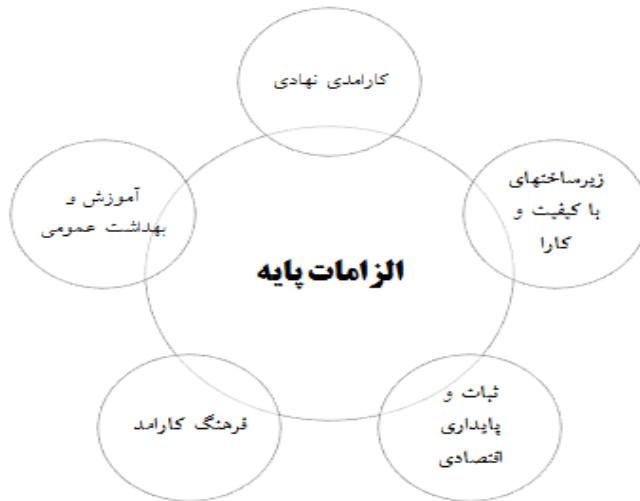 کارامدی نهادی
زیرساختهای
با کیفیت و
کارا
آموزش و
بهداشت عمومی
الزامات پایه
ثبات و
پایداری
اقتصادی
فرهنگ کارامد